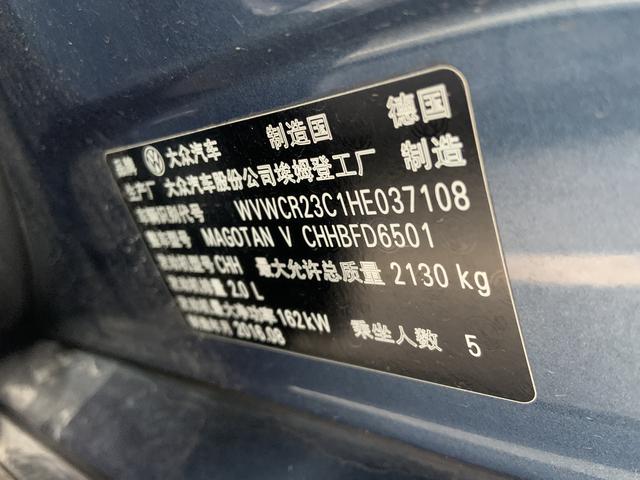 品牌 大众汽车 制造国 德国
生产厂 大众汽车股份公司埃姆登工厂 制造
车辆识别代号 WVWCR23C1HE037108
整车型号 MAGOTAN V CHHBFD6501
发动机型号 CHH 最大允许总质量 2130 kg
发动机排量 2.0 L
发动机最大净功率 162kW 乘坐人数 5
制造年月 2016.08